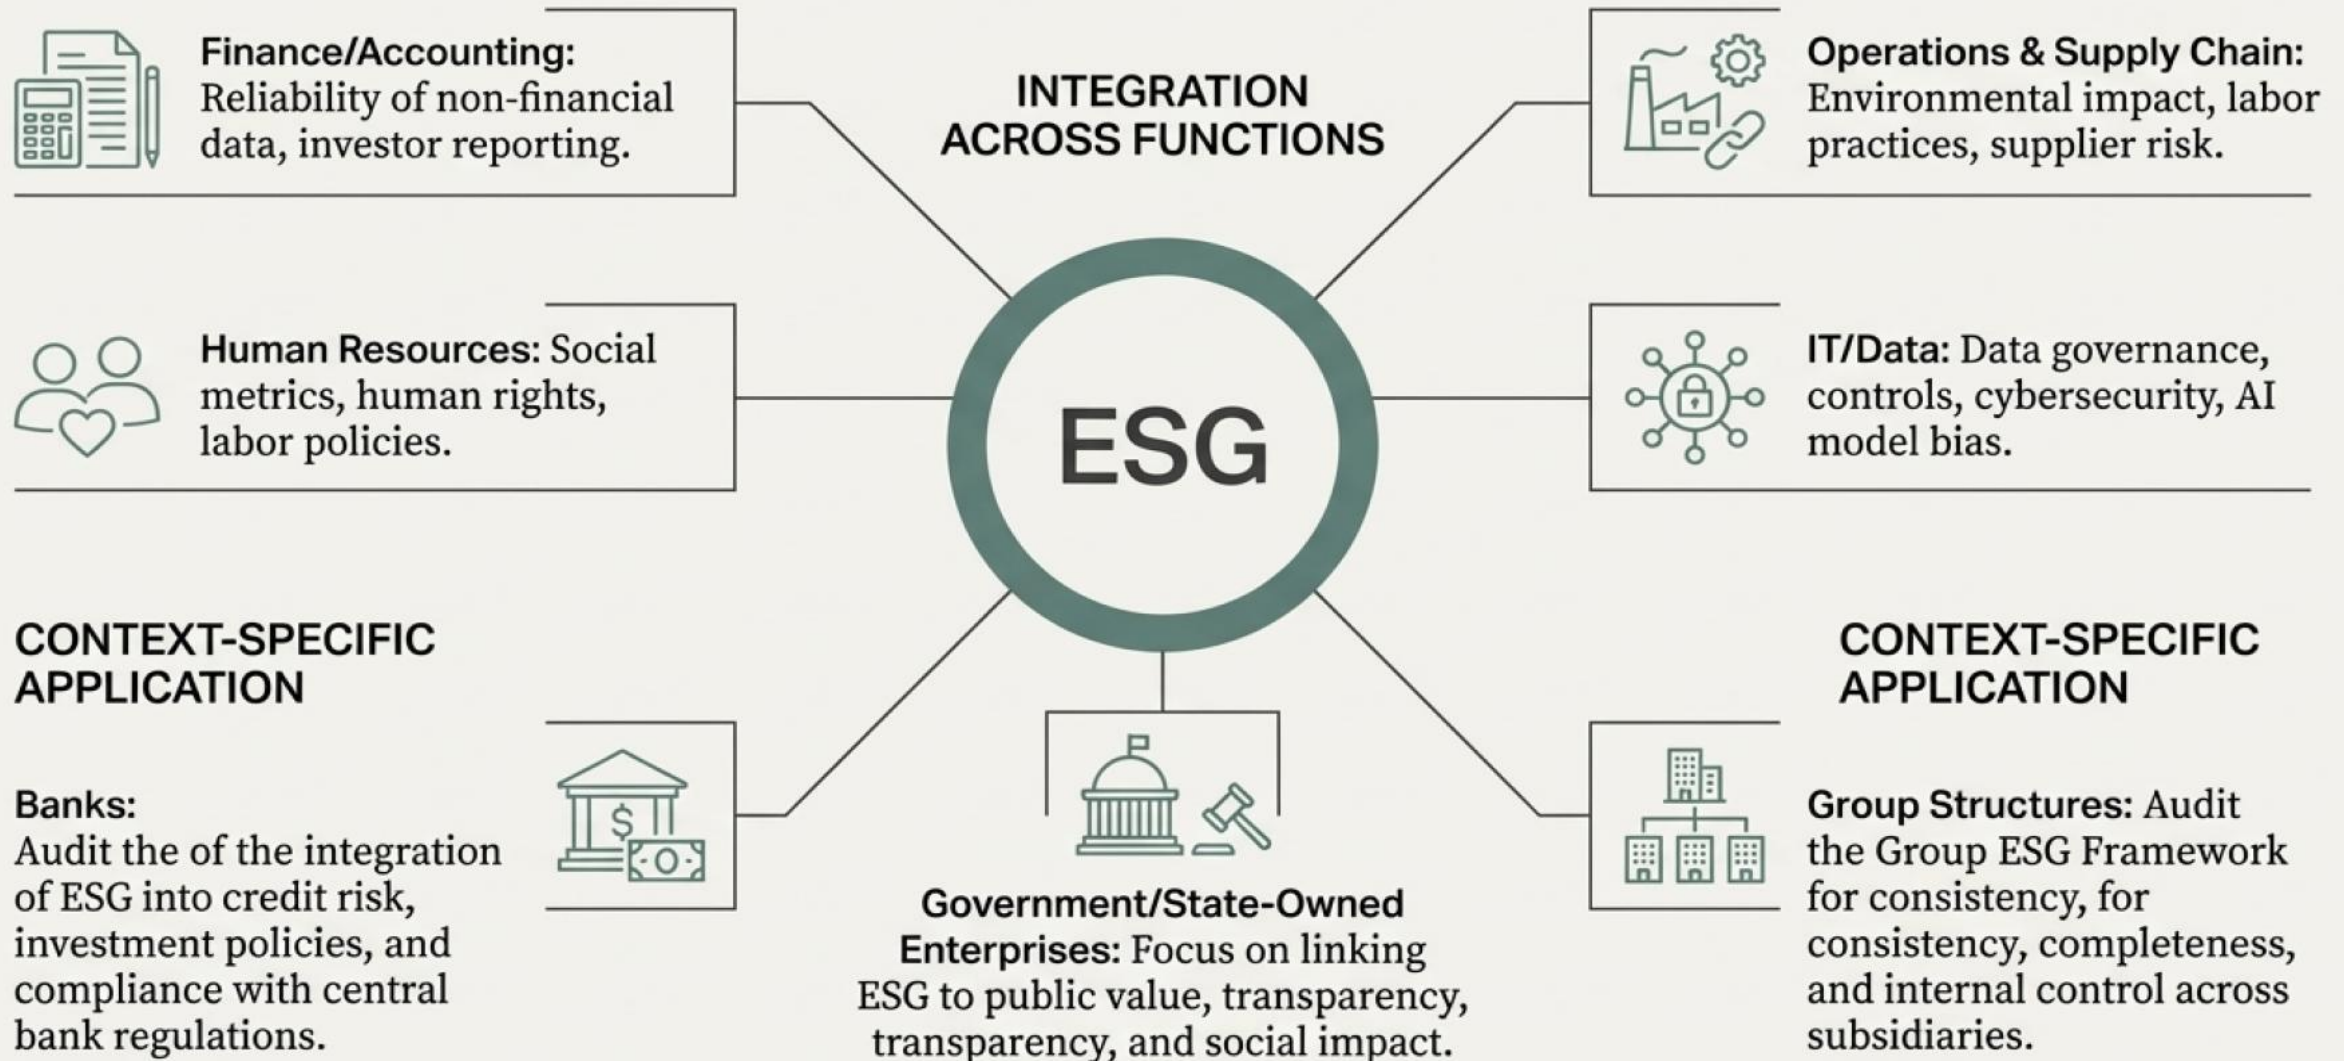 Finance/Accounting:
Reliability of non-financial
data, investor reporting.
INTEGRATION
ACROSS FUNCTIONS
Operations & Supply Chain:
Environmental impact, labor
practices, supplier risk.
Human Resources: Social
metrics, human rights,
labor policies.
ESG
IT/Data: Data governance,
controls, cybersecurity, AI
model bias.
CONTEXT-SPECIFIC
APPLICATION
Banks:
Audit the of the integration
of ESG into credit risk,
investment policies, and
compliance with central
bank regulations.
$
Government/State-Owned
Enterprises: Focus on linking
ESG to public value, transparency,
transparency, and social impact.
CONTEXT-SPECIFIC
APPLICATION
Group Structures: Audit
the Group ESG Framework
for consistency, for
consistency, completeness,
and internal control across
subsidiaries.